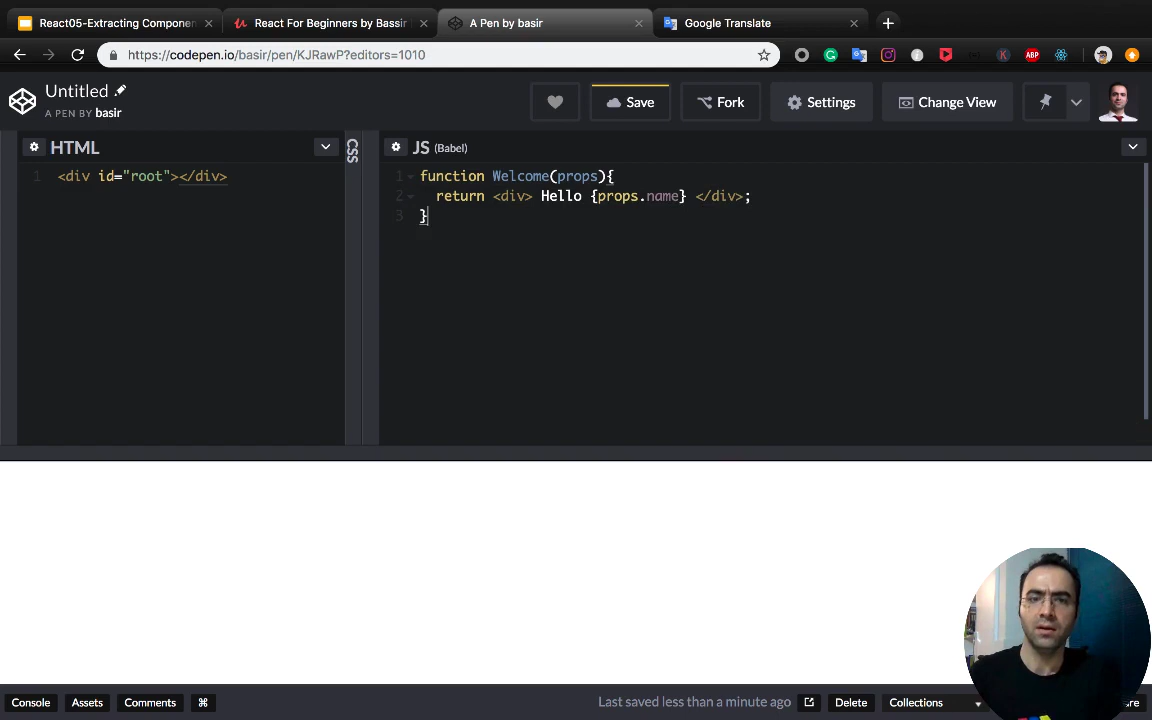 React05-Extracting Componen
React For Beginners by Bassir
A Pen by basir
Google Translate
https://codepen.io/basir/pen/KJRawP?editors=1010
ABP
Untitled
A PEN BY basir
Save
Fork
Settings
Change View
HTML
CSS
JS (Babel)
1 <div id="root"></div>
1 function Welcome(props){
2 return <div> Hello {props.name} </div>;
3 }
Console
Assets
Comments
⌘
Last saved less than a minute ago
Delete
Collections